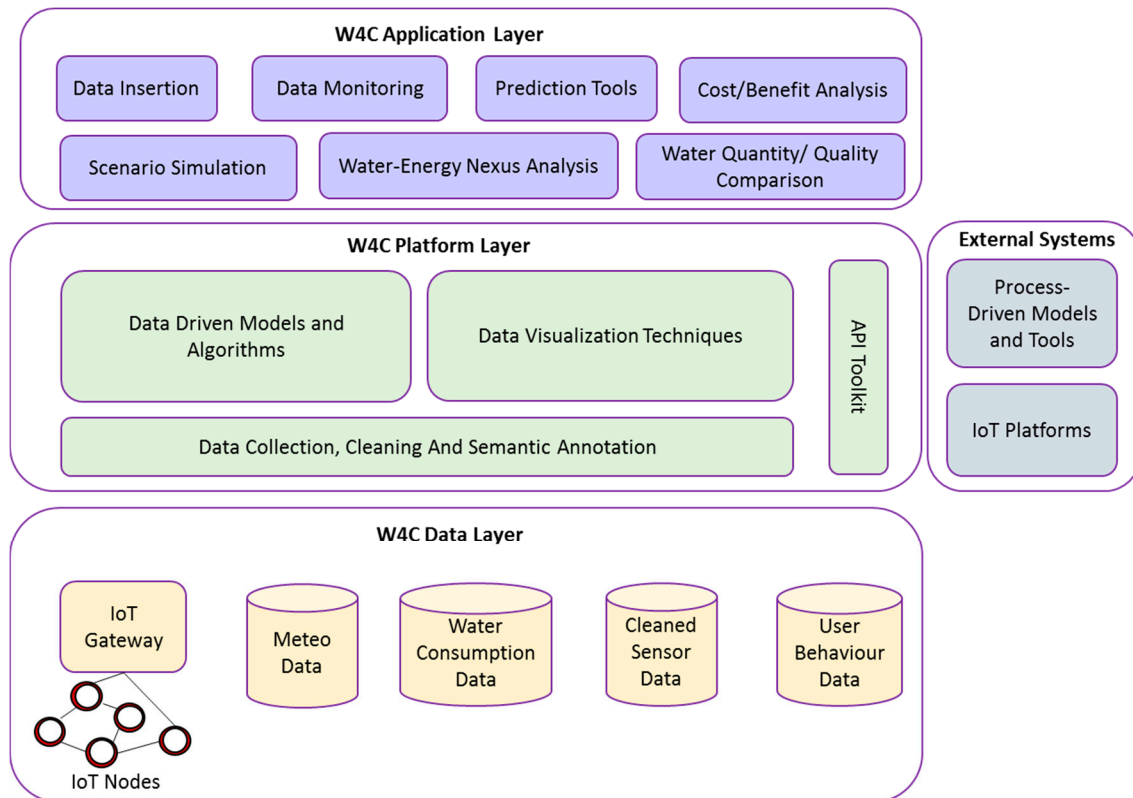 W4C Application Layer
Data Insertion
Data Monitoring
Prediction Tools
Cost/Benefit Analysis
Scenario Simulation
Water-Energy Nexus Analysis
Water Quantity/ Quality
Comparison
W4C Platform Layer
Data Driven Models and
Algorithms
Data Visualization Techniques
API Toolkit
Data Collection, Cleaning And Semantic Annotation
External Systems
Process-
Driven Models
and Tools
IoT Platforms
W4C Data Layer
IoT
Gateway
IoT Nodes
Meteo
Data
Water
Consumption
Data
Cleaned
Sensor
Data
User
Behaviour
Data